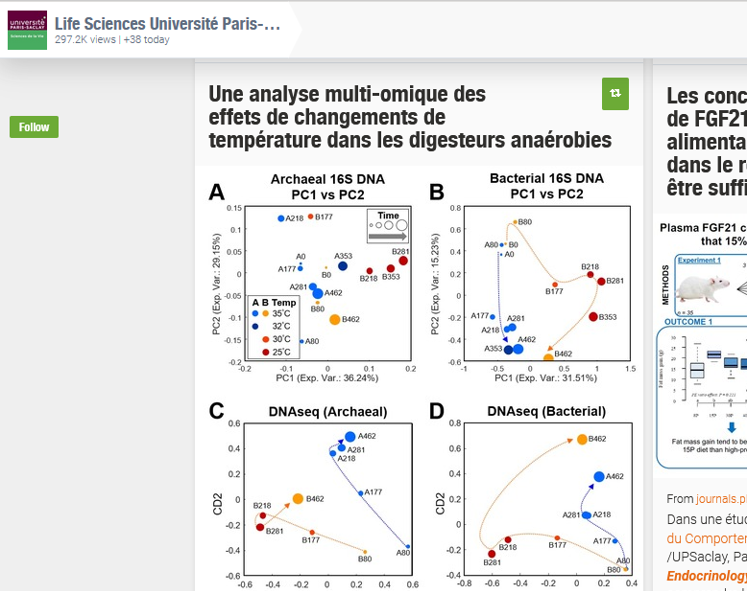 université
PARIS-SACLAY
Sciences de la vie
Life Sciences Université Paris-…
297.2K views | +38 today
Follow
Une analyse multi-omique des
effets de changements de
température dans les digesteurs anaérobies
A
Archaeal 16S DNA
PC1 vs PC2
PC2 (Exp. Var.: 29.15%)
0.15
0.1
0.05
0
-0.05
-0.1
-0.15
-0.2
-0.2
-0.1
0
0.1
0.2
PC1 (Exp. Var.: 36.24%)
A218
B177
Time
A0
A177
B0
A353
B218
B353
B281
A281
A462
B80
B462
A80
A B Temp
35°C
32°C
30°C
25°C
B
Bacterial 16S DNA
PC1 vs PC2
PC2 (Exp. Var.: 15.23%)
0.8
0.6
0.4
0.2
0
-0.2
-0.4
-0.6
-1
-0.5
0
0.5
1
1.5
PC1 (Exp. Var.: 31.51%)
B80
A80
B0
A0
B218
B281
B177
A177
A281
A218
B353
A353
A462
B462
C
DNAseq (Archaeal)
CD2
0.6
0.4
0.2
0
-0.2
-0.4
-0.6
-0.6
-0.4
-0.2
0
0.2
0.4
0.6
A462
A281
A218
A177
B218
B462
B281
B177
B80
A80
D
DNAseq (Bacterial)
CD2
0.8
0.6
0.4
0.2
0
-0.2
-0.4
-0.8
-0.6
-0.4
-0.2
0
0.2
0.4
B462
A462
A281
A218
B218
B177
A177
B281
A80
B80
Les conc
de FGF21
alimenta
dans le r
être suffi
Plasma FGF21 c
that 15%
METHODS
Experiment 1
n = 35
OUTCOME 1
Fat mass gain tend to be
15P diet than high-pr
From journals.p
Dans une étud
du Comporte
/UPSaclay, Pa
Endocrinology